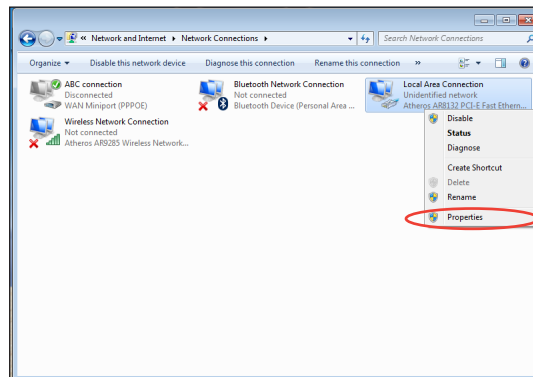 « Network and Internet ▸ Network Connections ▸
Search Network Connections
Organize ▾ Disable this network device Diagnose this connection Rename this connection »
ABC connection
Disconnected
WAN Miniport (PPPOE)
Bluetooth Network Connection
Not connected
Bluetooth Device (Personal Area ...
Local Area Connection
Unidentified network
Atheros AR8132 PCI-E Fast Ethern...
Wireless Network Connection
Not connected
Atheros AR9285 Wireless Network...
Disable
Status
Diagnose
Create Shortcut
Delete
Rename
Properties